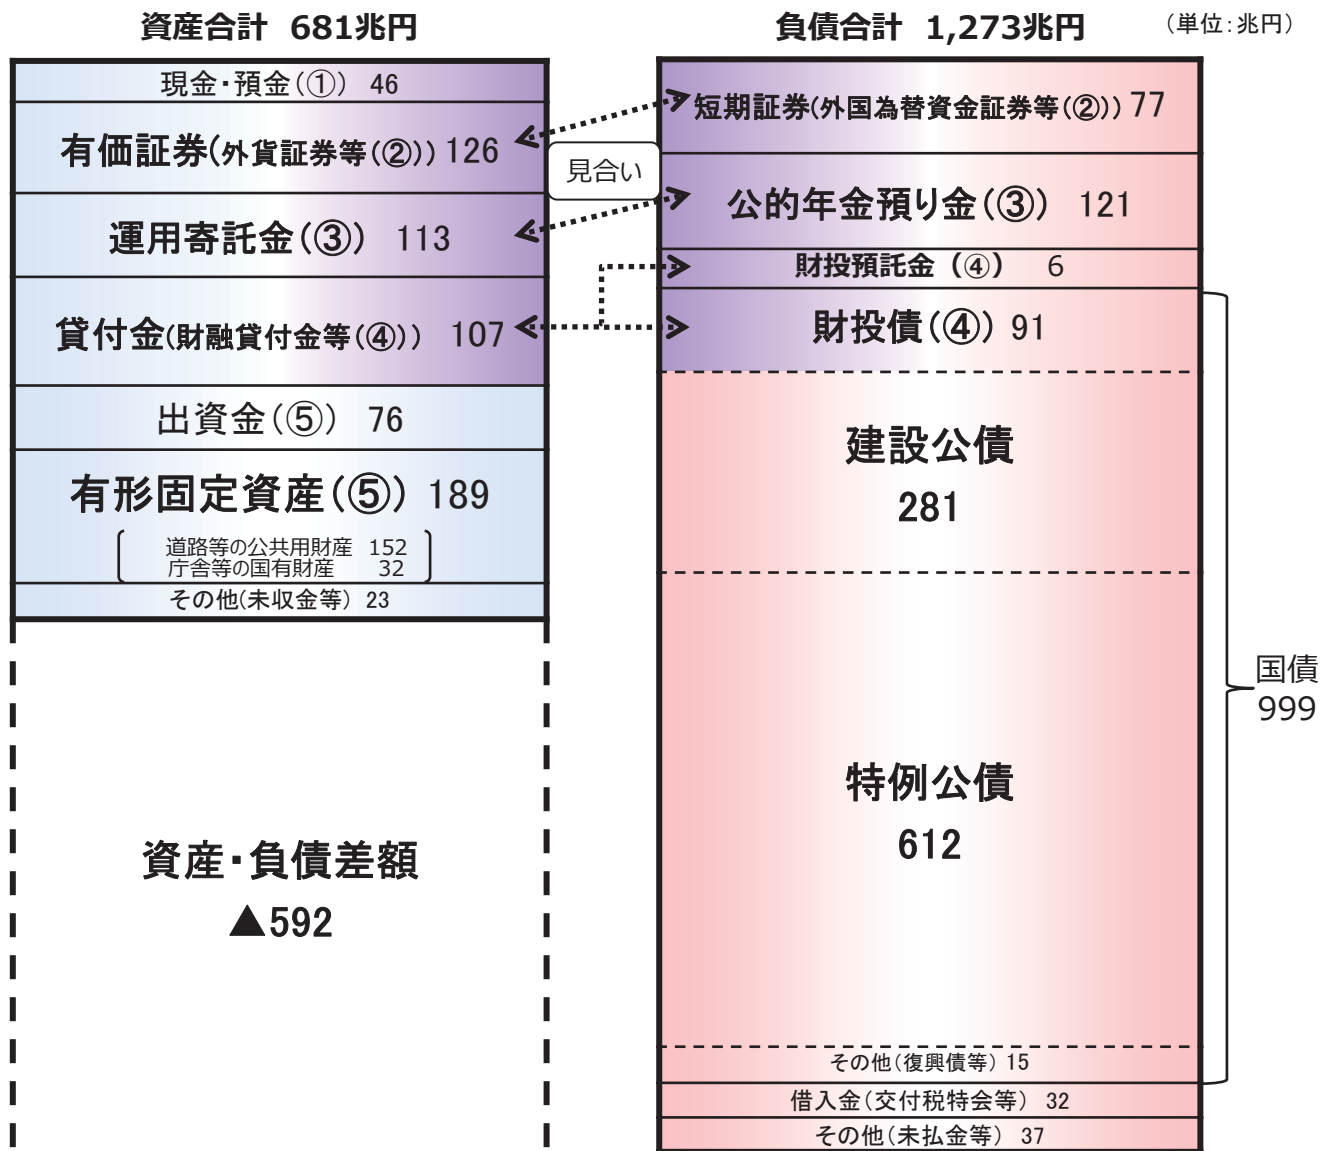 資産合計 681兆円
現金・預金(①) 46
有価証券(外貨証券等(②)) 126
運用寄託金(③) 113
貸付金(財融貸付金等(④)) 107
出資金(⑤) 76
有形固定資産(⑤) 189
道路等の公共用財産 152
庁舎等の国有財産 32
その他(未収金等) 23
資産・負債差額
▲592
見合い
負債合計 1,273兆円
(単位:兆円)
短期証券(外国為替資金証券等(②)) 77
公的年金預り金(③) 121
財投預託金(④) 6
財投債(④) 91
建設公債
281
特例公債
612
その他(復興債等) 15
借入金(交付税特会等) 32
その他(未払金等) 37
国債
999